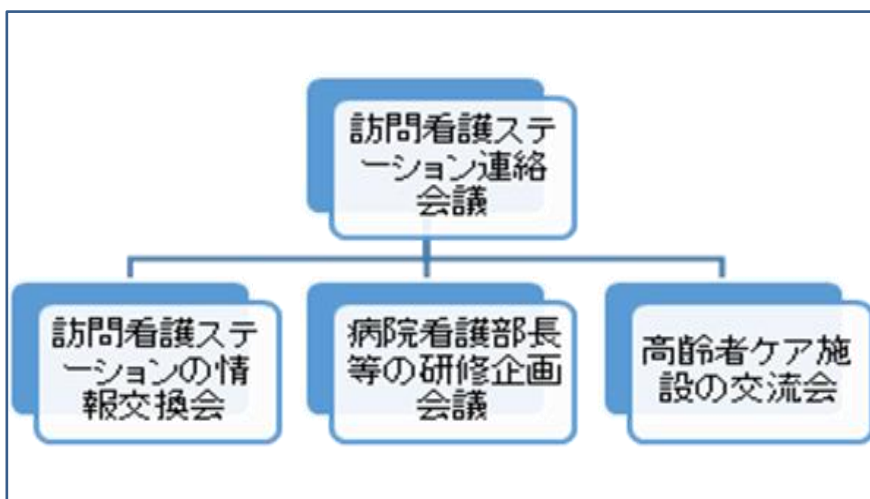 訪問看護ステ
ーション連絡
会議
訪問看護ステ
ーションの情
報交換会
病院看護部長
等の研修企画
会議
高齢者ケア施
設の交流会